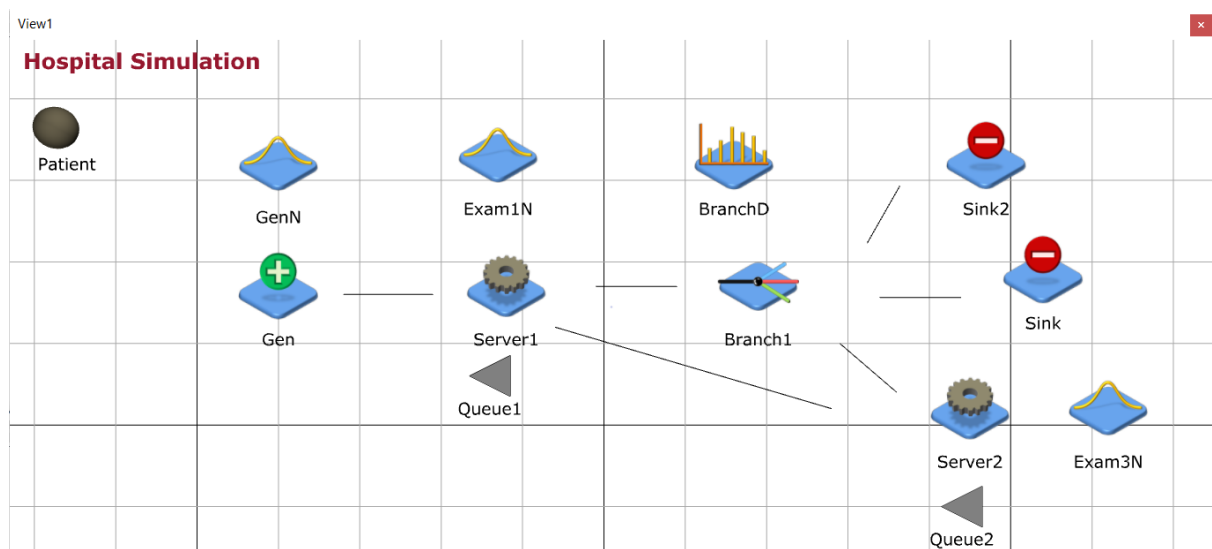 View1
Hospital Simulation
Patient
GenN
Exam1N
BranchD
Sink2
Gen
Server1
Branch1
Sink
Queue1
Server2
Exam3N
Queue2